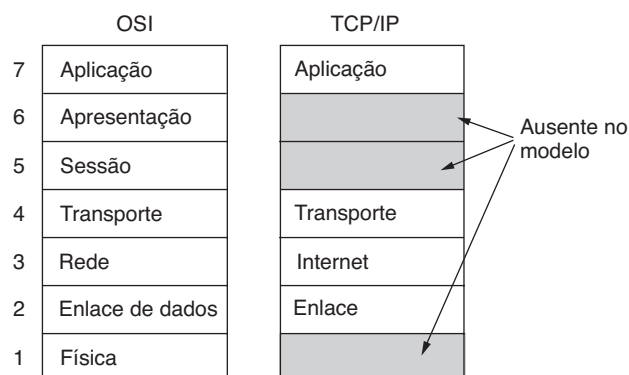 OSI TCP/IP
7 Aplicação Aplicação
6 Apresentação
5 Sessão
Ausente no
modelo
4 Transporte Transporte
3 Rede Internet
2 Enlace de dados Enlace
1 Física